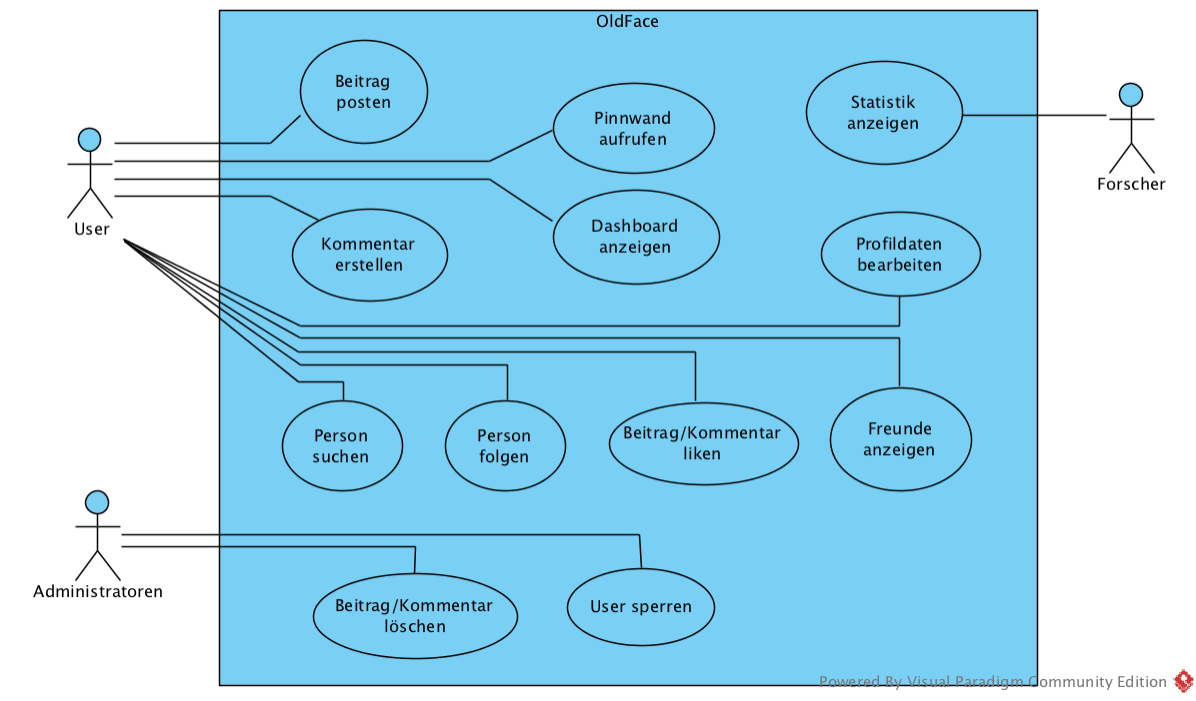 OldFace
Beitrag
posten
Pinnwand
aufrufen
Statistik
anzeigen
Forscher
User
Kommentar
erstellen
Dashboard
anzeigen
Profildaten
bearbeiten
Person
suchen
Person
folgen
Beitrag/Kommentar
liken
Freunde
anzeigen
Administratoren
Beitrag/Kommentar
löschen
User sperren
Powered By Visual Paradigm Community Edition